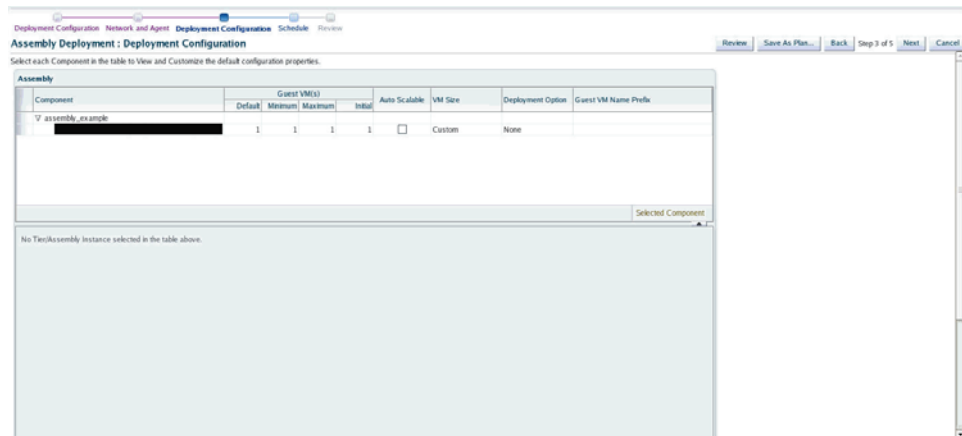 Deployment Configuration Network and Agent Deployment Configuration Schedule Review
Assembly Deployment : Deployment Configuration
Review Save As Plan... Back Step 3 of 5 Next Cancel
Select each Component in the table to View and Customize the default configuration properties.
Assembly
Component Guest VM(s) Auto Scalable VM Size Deployment Option Guest VM Name Prefix
Default Minimum Maximum Initial
assembly_example
1 1 1 1 Custom None
Selected Component
No Tier/Assembly Instance selected in the table above.